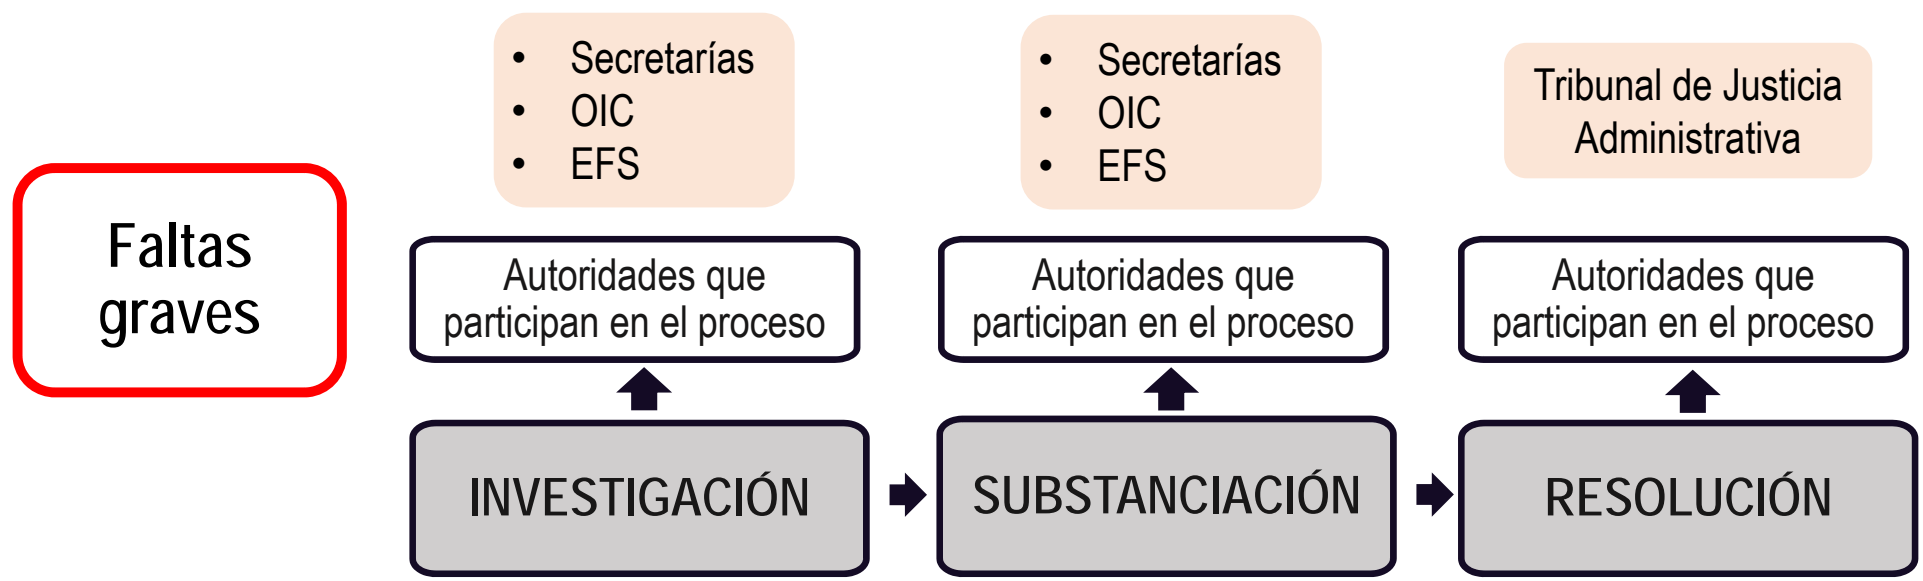 Faltas
graves
• Secretarías
• OIC
• EFS
Autoridades que
participan en el proceso
INVESTIGACIÓN
• Secretarías
• OIC
• EFS
Autoridades que
participan en el proceso
SUBSTANCIACIÓN
Tribunal de Justicia
Administrativa
Autoridades que
participan en el proceso
RESOLUCIÓN